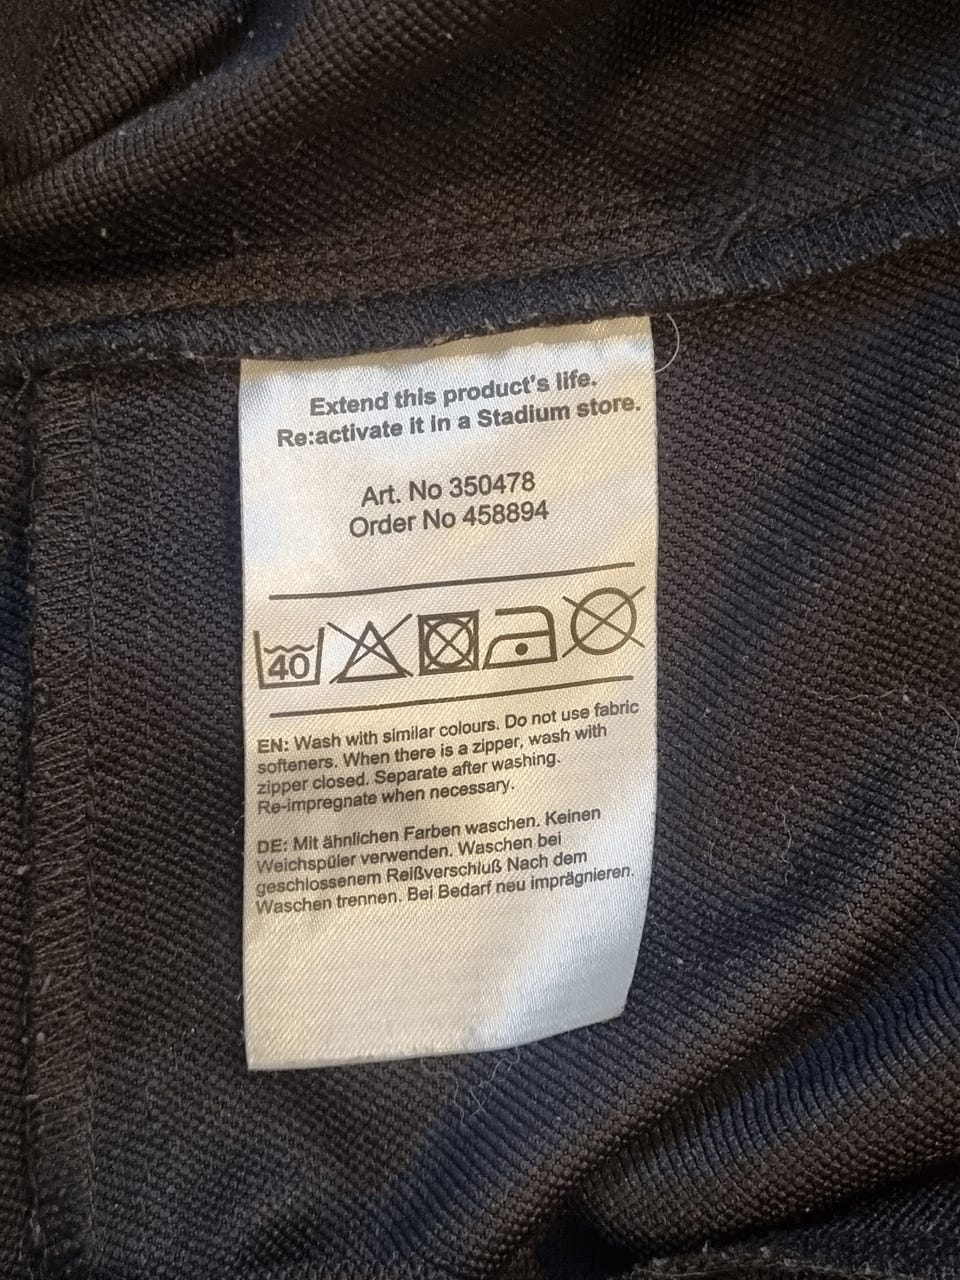 Extend this product's life.
Re:activate it in a Stadium store.
Art. No 350478
Order No 458894
40
EN: Wash with similar colours. Do not use fabric
softeners. When there is a zipper, wash with
zipper closed. Separate after washing.
Re-impregnate when necessary.
DE: Mit ähnlichen Farben waschen. Keinen
Weichspüler verwenden. Waschen bei
geschlossenem Reißverschluß Nach dem
Waschen trennen. Bei Bedarf neu imprägnieren.